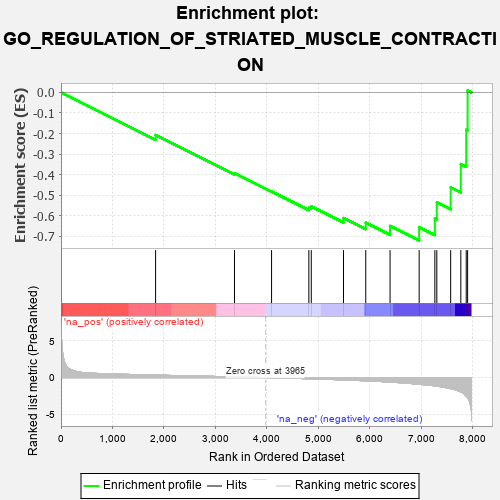 Enrichment plot:
GO_REGULATION_OF_STRIATED_MUSCLE_CONTRACTI
ON
Enrichment score (ES)
0.0
-0.1
-0.2
-0.3
-0.4
-0.5
-0.6
-0.7
'na_pos' (positively correlated)
Ranked list metric (PreRanked)
5
0
-5
Zero cross at 3965
'na_neg' (negatively correlated)
0 1,000 2,000 3,000 4,000 5,000 6,000 7,000 8,000
Rank in Ordered Dataset
Enrichment profile Hits Ranking metric scores